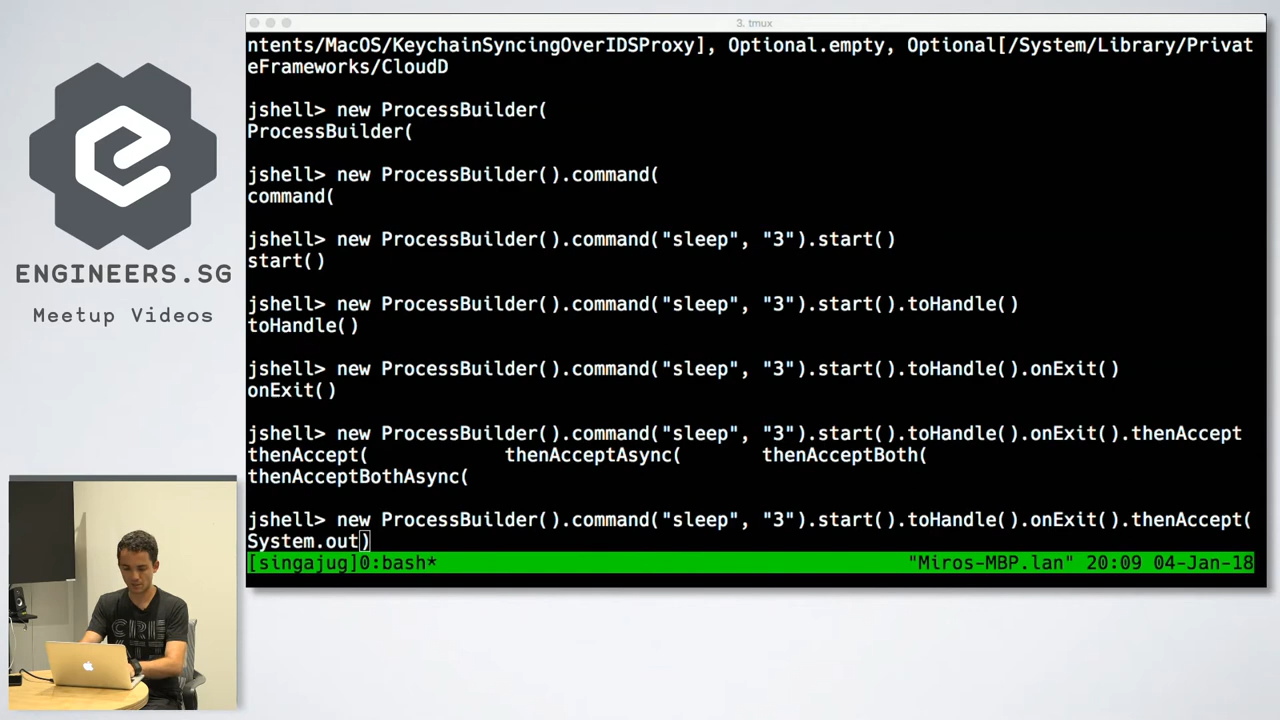 3. tmux
ntents/MacOS/KeychainSyncingOverIDSProxy], Optional.empty, Optional[/System/Library/Privat
eFrameworks/CloudD
jshell> new ProcessBuilder(
ProcessBuilder(
jshell> new ProcessBuilder().command(
command(
jshell> new ProcessBuilder().command("sleep", "3").start()
start()
jshell> new ProcessBuilder().command("sleep", "3").start().toHandle()
toHandle()
jshell> new ProcessBuilder().command("sleep", "3").start().toHandle().onExit()
onExit()
jshell> new ProcessBuilder().command("sleep", "3").start().toHandle().onExit().thenAccept
thenAccept( thenAcceptAsync( thenAcceptBoth(
thenAcceptBothAsync(
jshell> new ProcessBuilder().command("sleep", "3").start().toHandle().onExit().thenAccept(
System.out)
[singajug]0:bash* "Miros-MBP.lan" 20:09 04-Jan-18
ENGINEERS.SG
Meetup Videos